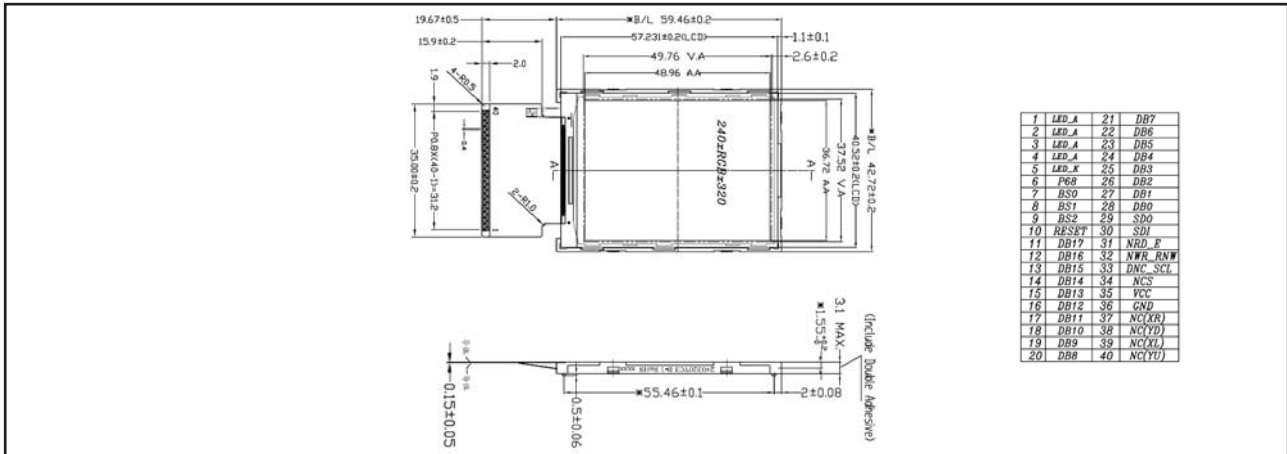 19.67±0.5
※B/L 59.46±0.2
57.231±0.2(LCD)
1.1±0.1
15.9±0.2
49.76 V.A
2.6±0.2
2.0
48.96 AA
4-R0.5
1.9
40
P0.8X(40-1)=31.2
35.00±0.2
0.4
1
2-R1.0
A
240xRGBx320
A
36.72 AA
37.52 V.A
40.52±0.2(LCD)
※B/L 42.72±0.2
3.1 MAX.
(Include Double Adhesive)
0.15±0.05
※55.46±0.1
2±0.08
0.5±0.06
1 LED_A 21 DB7
2 LED_A 22 DB6
3 LED_A 23 DB5
4 LED_A 24 DB4
5 LED_K 25 DB3
6 P68 26 DB2
7 BS0 27 DB1
8 BS1 28 DB0
9 BS2 29 SDO
10 RESET 30 SDI
11 DB17 31 NRD_E
12 DB16 32 NWR_RNW
13 DB15 33 DNC_SCL
14 DB14 34 NCS
15 DB13 35 VCC
16 DB12 36 GND
17 DB11 37 NC(XR)
18 DB10 38 NC(YD)
19 DB9 39 NC(XL)
20 DB8 40 NC(YU)